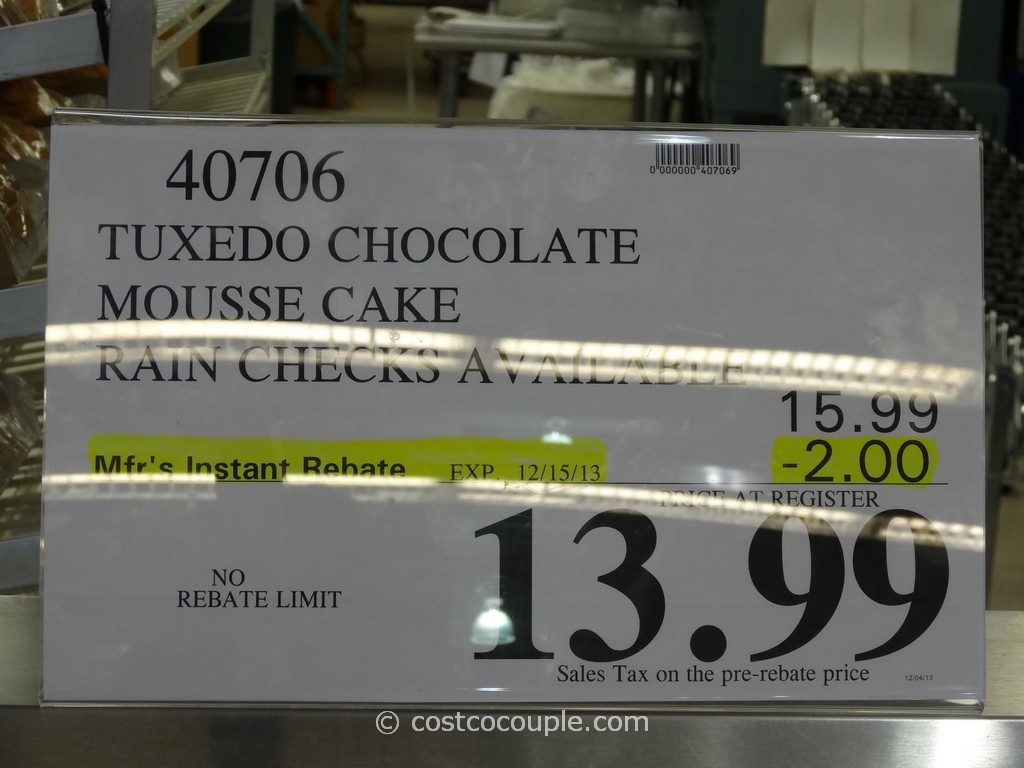 40706
0 000000 407069
TUXEDO CHOCOLATE
MOUSSE CAKE
RAIN CHECKS AVAILABLE
15.99
Mfr's Instant Rebate EXP. 12/15/13 -2.00
PRICE AT REGISTER
13.99
NO
REBATE LIMIT
Sales Tax on the pre-rebate price
12/04/13
© costcocouple.com